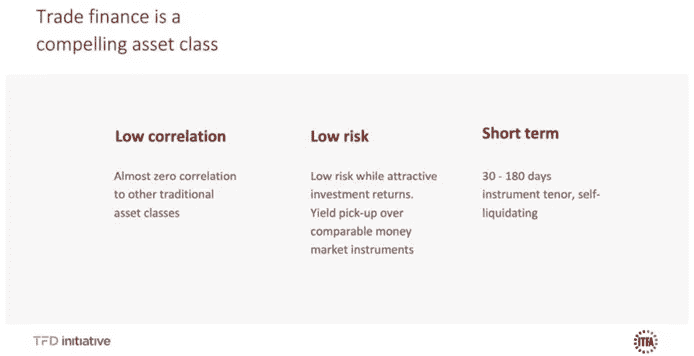 Trade finance is a
compelling asset class
Low correlation
Almost zero correlation
to other traditional
asset classes
Low risk
Low risk while attractive
investment returns.
Yield pick-up over
comparable money
market instruments
Short term
30 - 180 days
instrument tenor, self-
liquidating
TFD initiative
ITFA